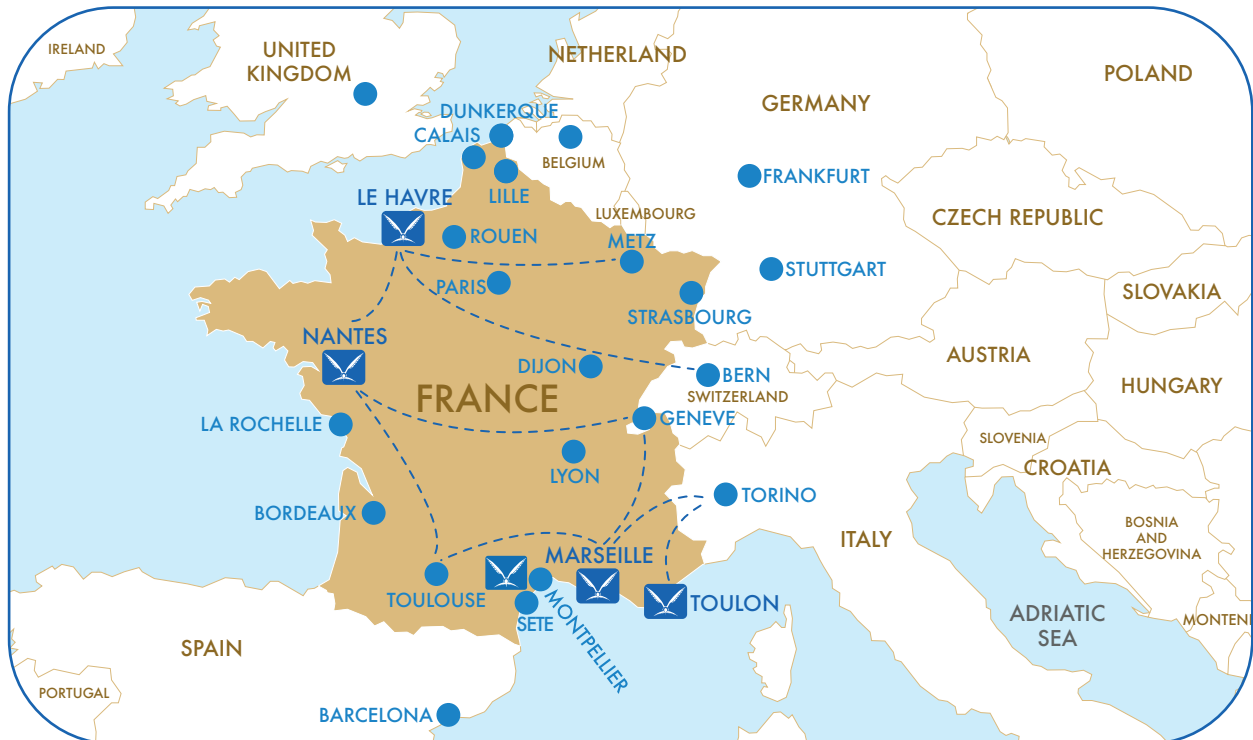 IRELAND
UNITED
KINGDOM
NETHERLAND
POLAND
GERMANY
DUNKERQUE
CALAIS
BELGIUM
FRANKFURT
LE HAVRE
LILLE
LUXEMBOURG
CZECH REPUBLIC
ROUEN
METZ
STUTTGART
PARIS
SLOVAKIA
STRASBOURG
NANTES
AUSTRIA
DIJON
BERN
HUNGARY
SWITZERLAND
FRANCE
GENEVE
LA ROCHELLE
SLOVENIA
CROATIA
LYON
TORINO
BORDEAUX
BOSNIA
AND
HERZEGOVINA
ITALY
MARSEILLE
TOULOUSE
TOULON
ADRIATIC
SEA
MONTENE
SETE
MONTPELLIER
SPAIN
PORTUGAL
BARCELONA